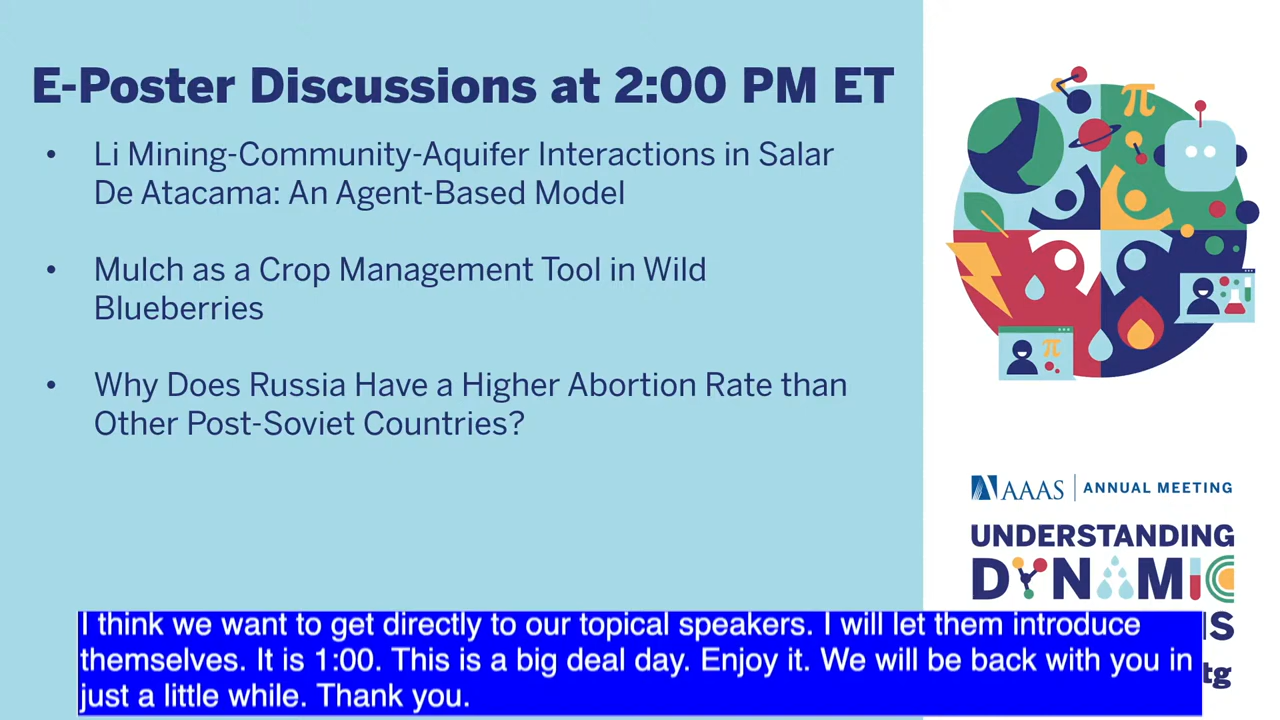 E-Poster Discussions at 2:00 PM ET
• Li Mining-Community-Aquifer Interactions in Salar
De Atacama: An Agent-Based Model
• Mulch as a Crop Management Tool in Wild
Blueberries
• Why Does Russia Have a Higher Abortion Rate than
Other Post-Soviet Countries?
π
π
AAAS | ANNUAL MEETING
UNDERSTANDING
DYNAMIC
I think we want to get directly to our topical speakers. I will let them introduce
themselves. It is 1:00. This is a big deal day. Enjoy it. We will be back with you in
just a little while. Thank you.